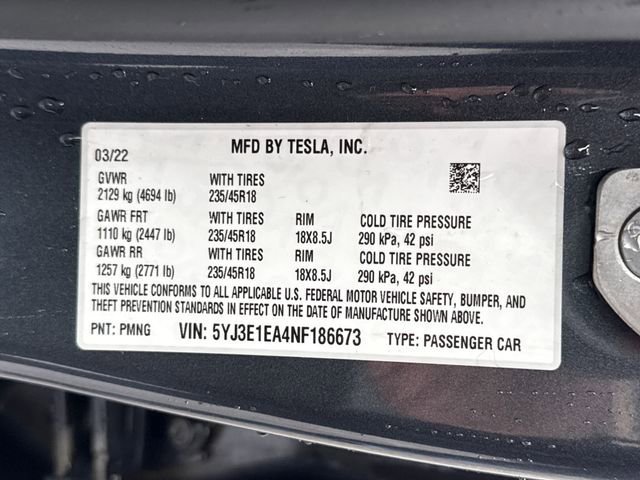 MFD BY TESLA, INC.
03/22
GVWR WITH TIRES
2129 kg (4694 lb) 235/45R18
GAWR FRT WITH TIRES RIM COLD TIRE PRESSURE
1110 kg (2447 lb) 235/45R18 18X8.5J 290 kPa, 42 psi
GAWR RR WITH TIRES RIM COLD TIRE PRESSURE
1257 kg (2771 lb) 235/45R18 18X8.5J 290 kPa, 42 psi
THIS VEHICLE CONFORMS TO ALL APPLICABLE U.S. FEDERAL MOTOR VEHICLE SAFETY, BUMPER, AND
THEFT PREVENTION STANDARDS IN EFFECT ON THE DATE OF MANUFACTURE SHOWN ABOVE.
PNT: PMNG VIN: 5YJ3E1EA4NF186673 TYPE: PASSENGER CAR